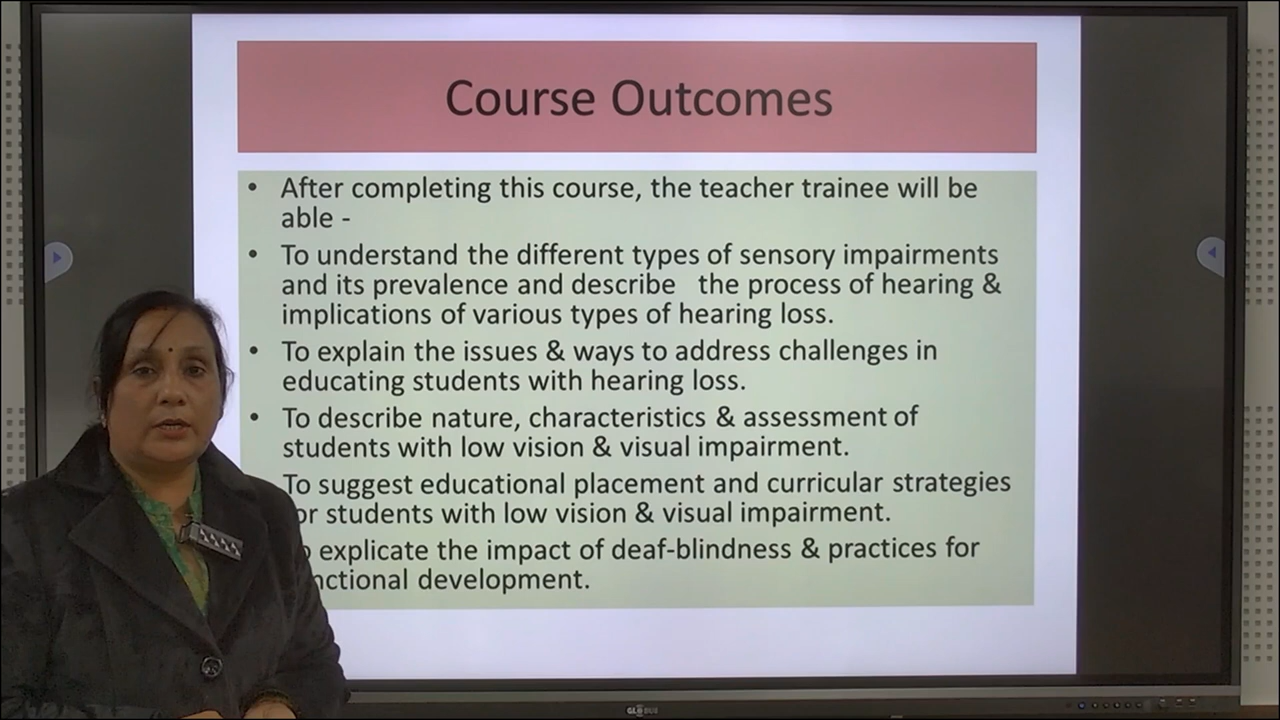 Course Outcomes
• After completing this course, the teacher trainee will be
able -
• To understand the different types of sensory impairments
and its prevalence and describe the process of hearing &
implications of various types of hearing loss.
• To explain the issues & ways to address challenges in
educating students with hearing loss.
• To describe nature, characteristics & assessment of
students with low vision & visual impairment.
To suggest educational placement and curricular strategies
or students with low vision & visual impairment.
explicate the impact of deaf-blindness & practices for
nctional development.
GLOBUS